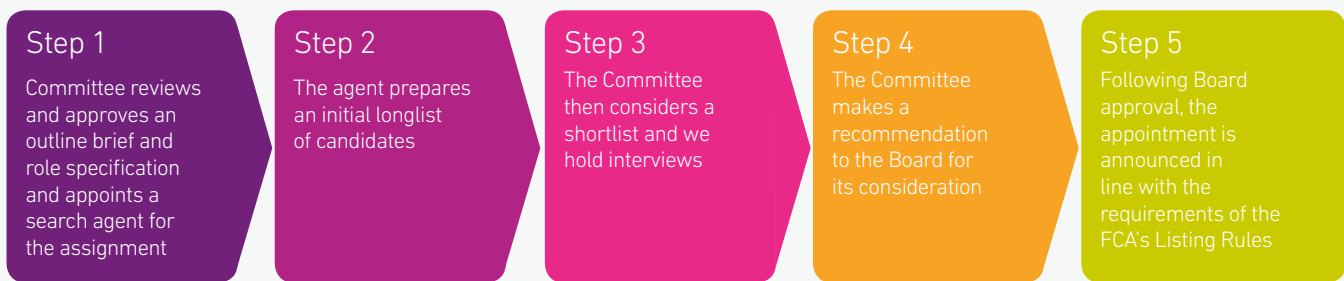 Step 1
Committee reviews
and approves an
outline brief and
role specification
and appoints a
search agent for
the assignment
Step 2
The agent prepares
an initial longlist
of candidates
Step 3
The Committee
then considers a
shortlist and we
hold interviews
Step 4
The Committee
makes a
recommendation
to the Board for
its consideration
Step 5
Following Board
approval, the
appointment is
announced in
line with the
requirements of the
FCA’s Listing Rules